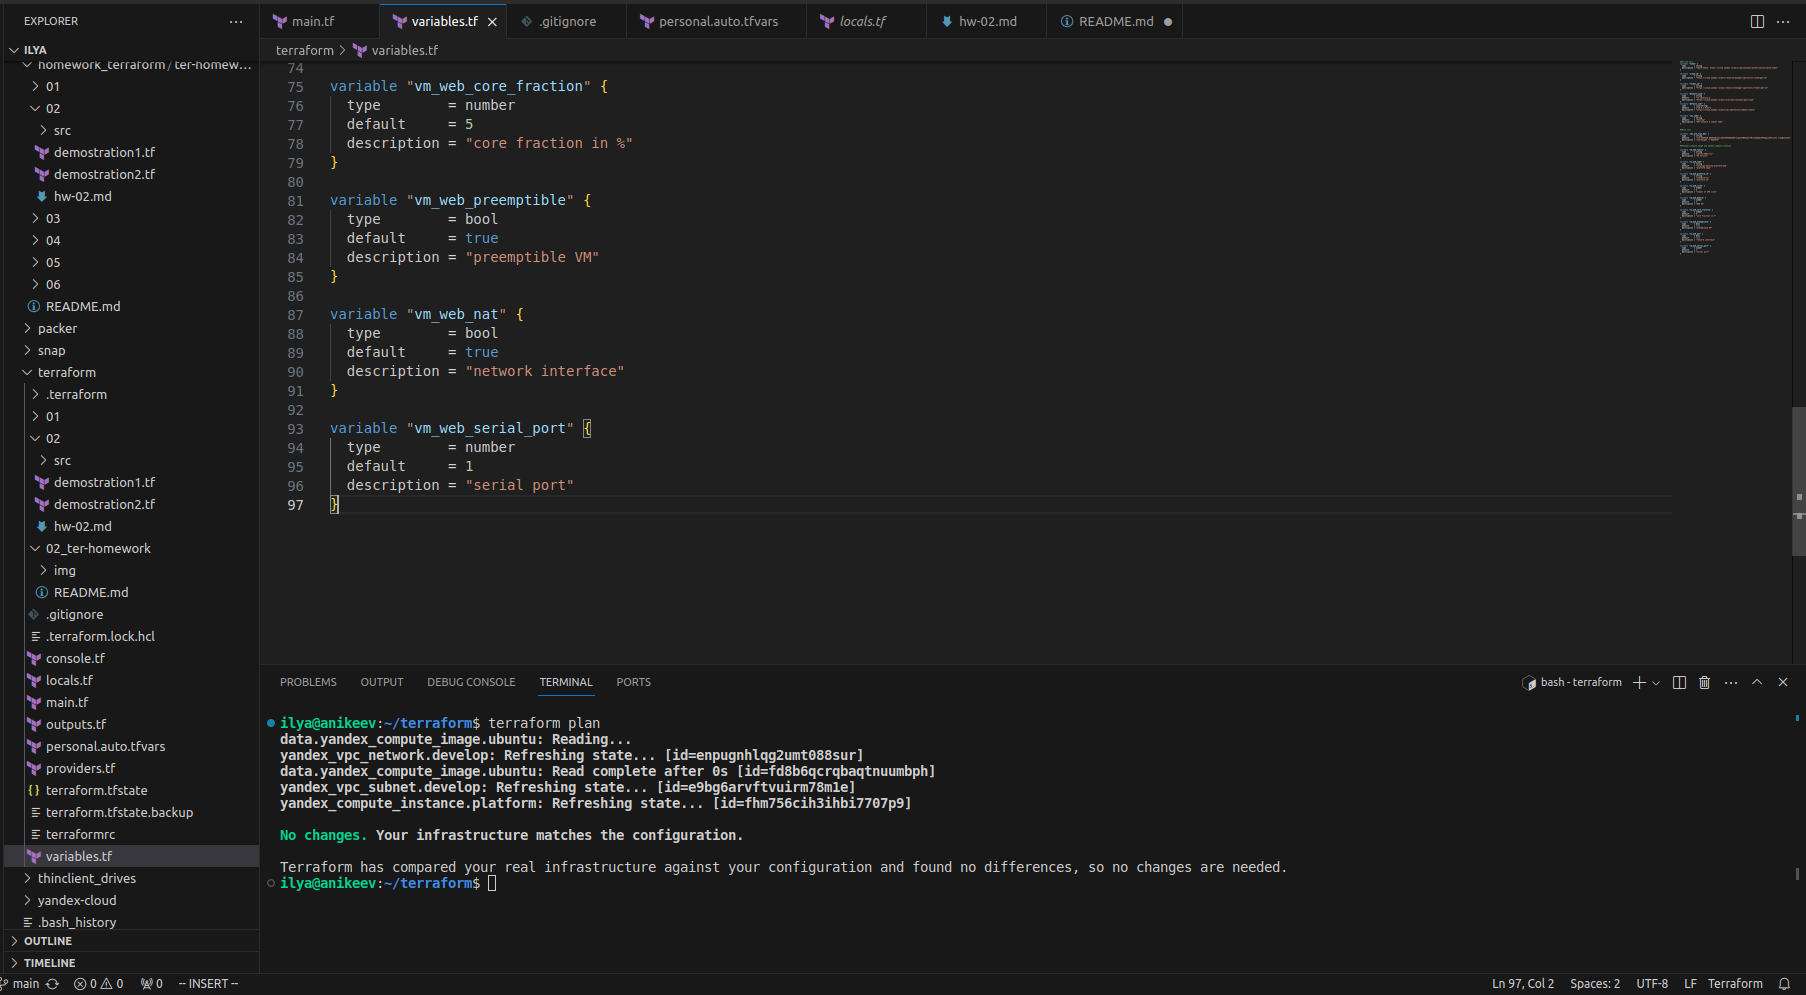 EXPLORER
ILYA
homework_terraform / ter-homew...
01
02
src
demostration1.tf
demostration2.tf
hw-02.md
03
04
05
06
README.md
packer
snap
terraform
.terraform
01
02
src
demostration1.tf
demostration2.tf
hw-02.md
02_ter-homework
img
README.md
.gitignore
.terraform.lock.hcl
console.tf
locals.tf
main.tf
outputs.tf
personal.auto.tfvars
providers.tf
terraform.tfstate
terraform.tfstate.backup
terraformrc
variables.tf
thinclient_drives
yandex-cloud
.bash_history
OUTLINE
TIMELINE
main.tf
variables.tf
.gitignore
personal.auto.tfvars
locals.tf
hw-02.md
README.md
terraform > variables.tf
74
75 variable "vm_web_core_fraction" {
76 type        = number
77 default     = 5
78 description = "core fraction in %"
79 }
80
81 variable "vm_web_preemptible" {
82 type        = bool
83 default     = true
84 description = "preemptible VM"
85 }
86
87 variable "vm_web_nat" {
88 type        = bool
89 default     = true
90 description = "network interface"
91 }
92
93 variable "vm_web_serial_port" {
94 type        = number
95 default     = 1
96 description = "serial port"
97 }
PROBLEMS OUTPUT DEBUG CONSOLE TERMINAL PORTS
bash - terraform
ilya@anikeev:~/terraform$ terraform plan
data.yandex_compute_image.ubuntu: Reading...
yandex_vpc_network.develop: Refreshing state... [id=enpugnhlqg2umt088sur]
data.yandex_compute_image.ubuntu: Read complete after 0s [id=fd8b6qcrqbaqtnuumbph]
yandex_vpc_subnet.develop: Refreshing state... [id=e9bg6arvftvuirm78m1e]
yandex_compute_instance.platform: Refreshing state... [id=fhm756cih3ihbi7707p9]
No changes. Your infrastructure matches the configuration.
Terraform has compared your real infrastructure against your configuration and found no differences, so no changes are needed.
ilya@anikeev:~/terraform$
main 0 0 0 -- INSERT -- Ln 97, Col 2 Spaces: 2 UTF-8 LF Terraform